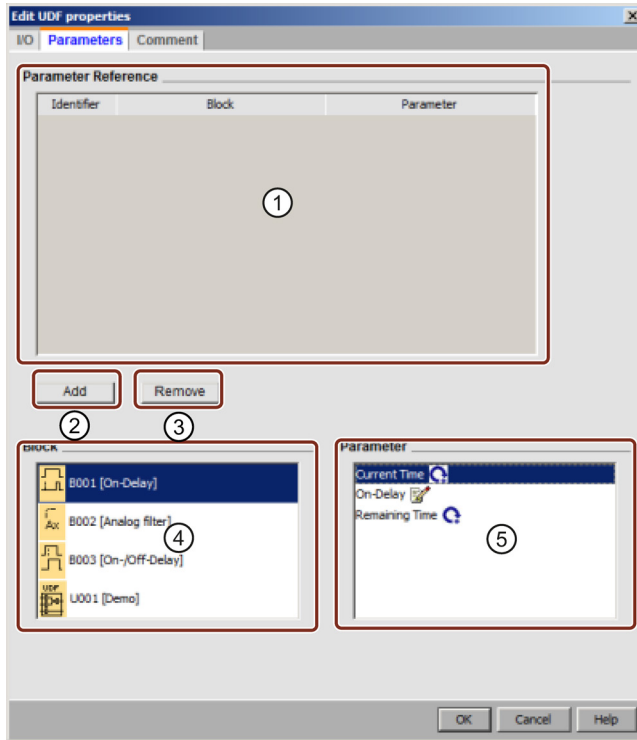 Edit UDF properties
I/O Parameters Comment
Parameter Reference
Identifier Block Parameter
1
Add Remove
2 3
Block Parameter
B001 [On-Delay]
B002 [Analog filter]
B003 [On-/Off-Delay]
UDF
U001 [Demo]
4
Current Time
On-Delay
Remaining Time
5
OK Cancel Help